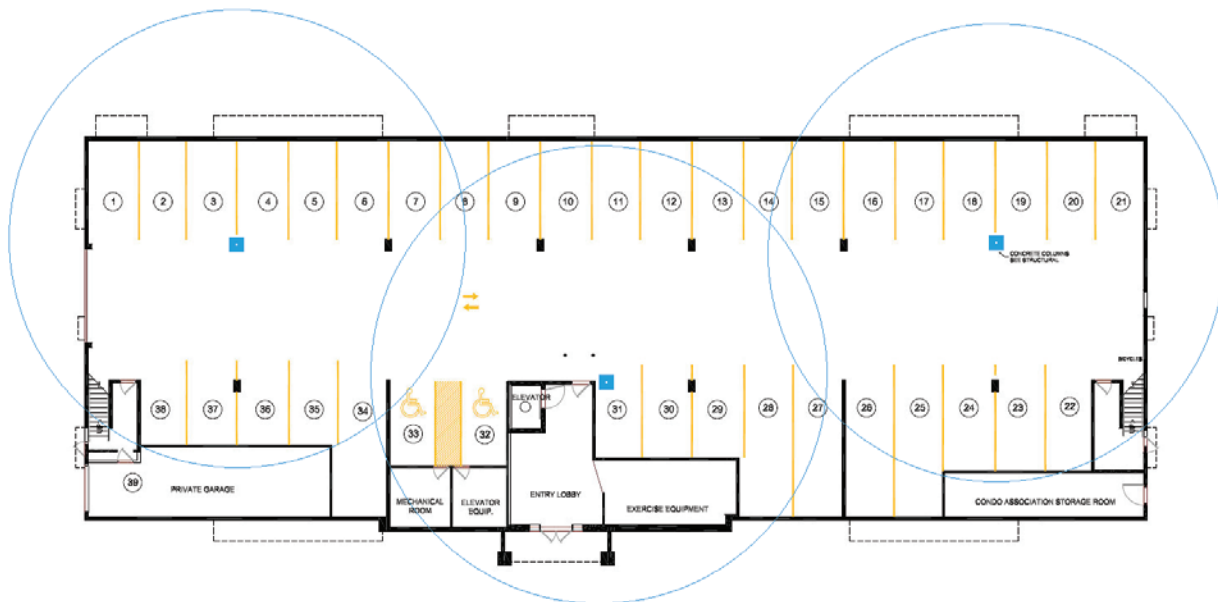 1 2 3 4 5 6 7 8 9 10 11 12 13 14 15 16 17 18 19 20 21
CONCRETE COLUMNS
SEE STRUCTURAL
BICYCLES
38 37 36 35 34 33 32 31 30 29 28 27 26 25 24 23 22
ELEVATOR
UP
UP
39
PRIVATE GARAGE
MECHANICAL
ROOM
ELEVATOR
EQUIP.
ENTRY LOBBY
EXERCISE EQUIPMENT
CONDO ASSOCIATION STORAGE ROOM